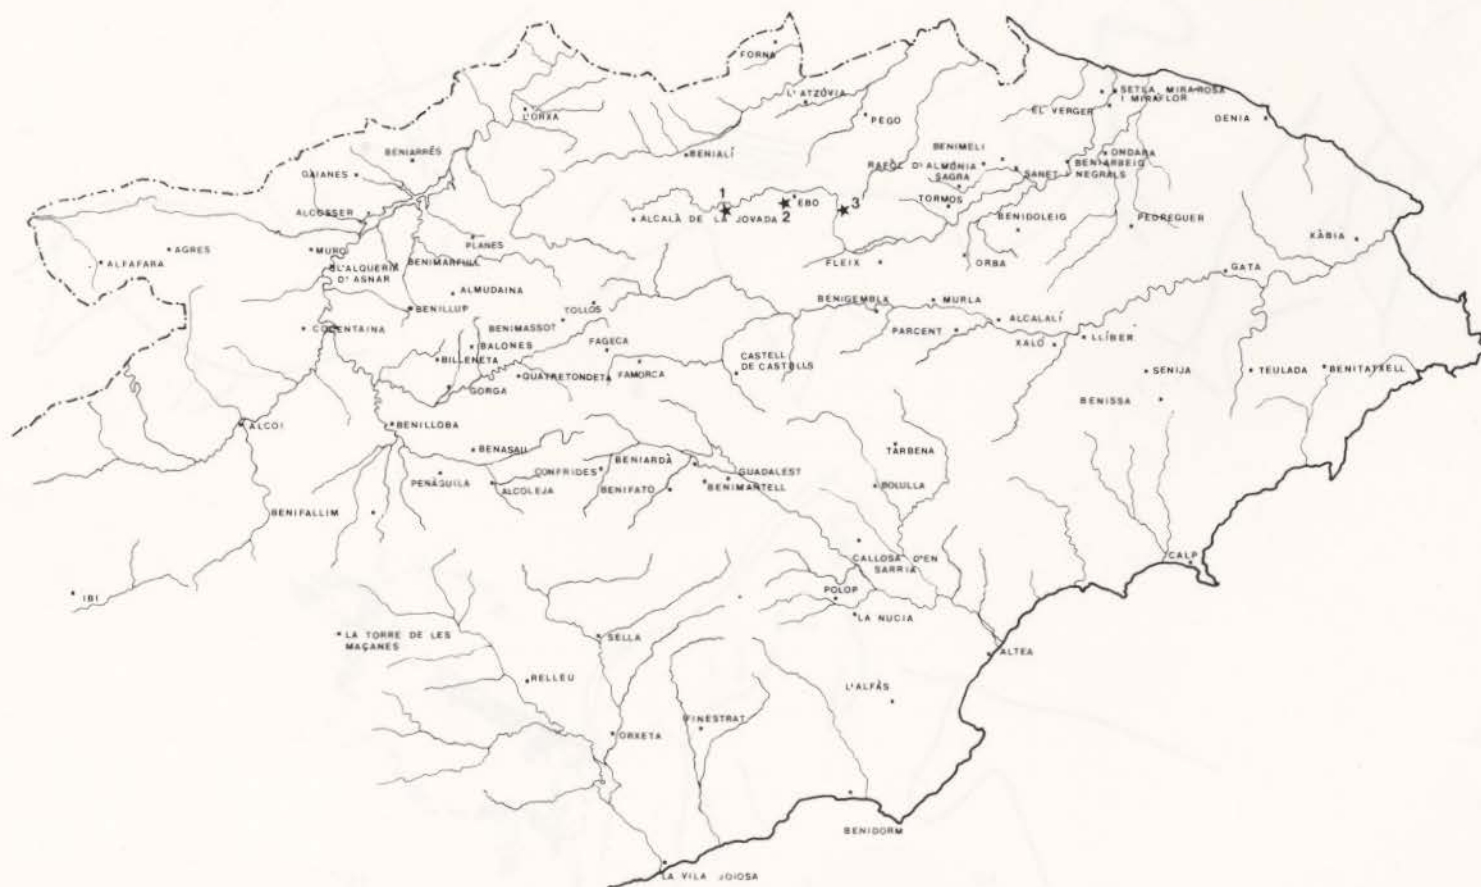 FORNA
L'ATZÚVIA
SETLA MIRAROSA
I MIRAFLOR
EL VERGER
L'ORXA
PEGO
DENIA
BENIARRÉS
BENIALÍ
BENIMELI
ONDARA
RAFÒL D'ALMÚNIA
BENIARBEIG
GAIANES
SAGRA
SANET I NEGRALS
1
EBO
3
TORMOS
ALCOSSER
ALCALÀ DE LA JOVADA
2
BENIDOLEIG
PEDREGUER
XÀBIA
AGRES
MURO
PLANES
ALFAFARA
L'ALQUERIA
D'ASNAR
BENIMARFULL
FLEIX
ORBA
GATA
ALMUDAINA
BENILLUP
TOLLOS
BENIGEMBLX
MURLA
COCENTAINA
BENIMASSOT
ALCALALÍ
PARCENT
BALONES
FAGECA
XALÓ
LLÍBER
BILLENETA
CASTELL
DE CASTELLS
QUATRETONDETA
FAMORCA
SENIJA
TEULADA
BENITATXELL
GORGA
BENISSA
ALCOI
BENILLOBA
BENASAU
TÀRBENA
BENIARDÀ
CONFRIDES
GUADALEST
PENÀGUILA
BENIMARTELL
BOLULLA
ALCOLEJA
BENIFATO
BENIFALLIM
CALP
CALLOSA D'EN
SARRIÀ
IBI
POLOP
LA NUCIA
LA TORRE DE LES
MAÇANES
SELLA
ALTEA
RELLEU
L'ALFÀS
FINESTRAT
ORXETA
BENIDORM
LA VILA JOIOSA